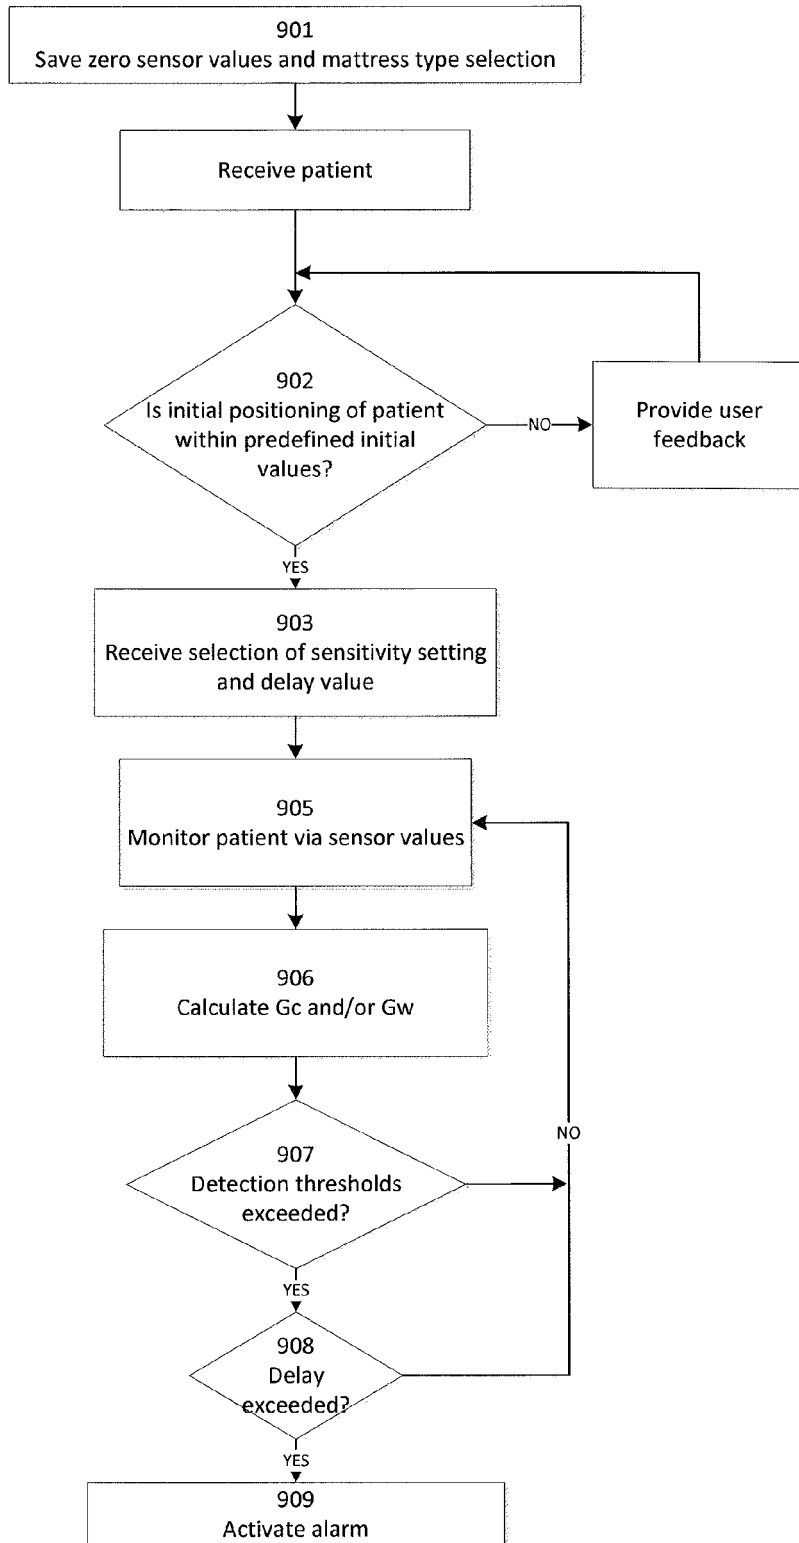 901
Save zero sensor values and mattress type selection
Receive patient
902
Is initial positioning of patient
within predefined initial
values?
NO
Provide user
feedback
YES
903
Receive selection of sensitivity setting
and delay value
905
Monitor patient via sensor values
906
Calculate Gc and/or Gw
907
Detection thresholds
exceeded?
NO
YES
908
Delay
exceeded?
YES
909
Activate alarm